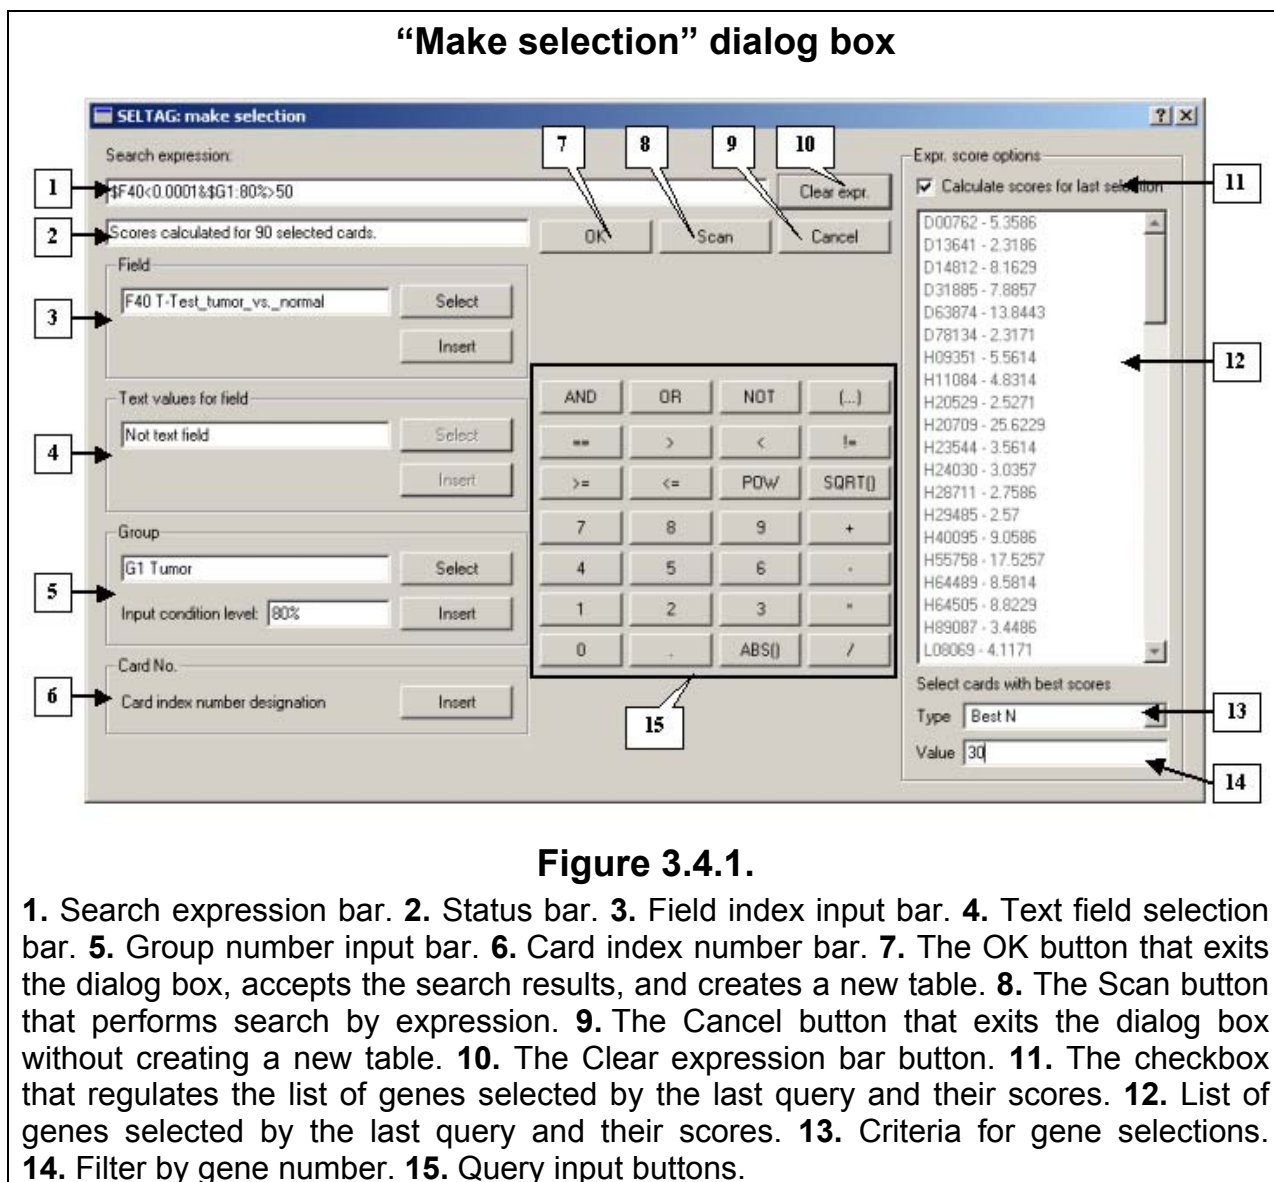 “Make selection” dialog box
SELTAG: make selection
Search expression:
$F40<0.0001&$G1:80%>50
Clear expr.
Scores calculated for 90 selected cards.
OK
Scan
Cancel
Field
F40 T-Test_tumor_vs._normal
Select
Insert
Text values for field
Not text field
Select
Insert
Group
G1 Tumor
Select
Input condition level: 80%
Insert
Card No.
Card index number designation
Insert
AND OR NOT (...)
== > < !=
>= <= POW SQRT()
7 8 9 +
4 5 6 -
1 2 3 *
0 . ABS() /
Expr. score options
Calculate scores for last selection
D00762 - 5.3586
D13641 - 2.3186
D14812 - 8.1629
D31885 - 7.8857
D63874 - 13.8443
D78134 - 2.3171
H09351 - 5.5614
H11084 - 4.8314
H20529 - 2.5271
H20709 - 25.6229
H23544 - 3.5614
H24030 - 3.0357
H28711 - 2.7586
H29485 - 2.57
H40095 - 9.0586
H55758 - 17.5257
H64489 - 8.5814
H64505 - 8.8229
H89087 - 3.4486
L08069 - 4.1171
Select cards with best scores
Type Best N
Value 30
1
2
3
4
5
6
7
8
9
10
11
12
13
14
15
Figure 3.4.1.
1. Search expression bar. 2. Status bar. 3. Field index input bar. 4. Text field selection
bar. 5. Group number input bar. 6. Card index number bar. 7. The OK button that exits
the dialog box, accepts the search results, and creates a new table. 8. The Scan button
that performs search by expression. 9. The Cancel button that exits the dialog box
without creating a new table. 10. The Clear expression bar button. 11. The checkbox
that regulates the list of genes selected by the last query and their scores. 12. List of
genes selected by the last query and their scores. 13. Criteria for gene selections.
14. Filter by gene number. 15. Query input buttons.